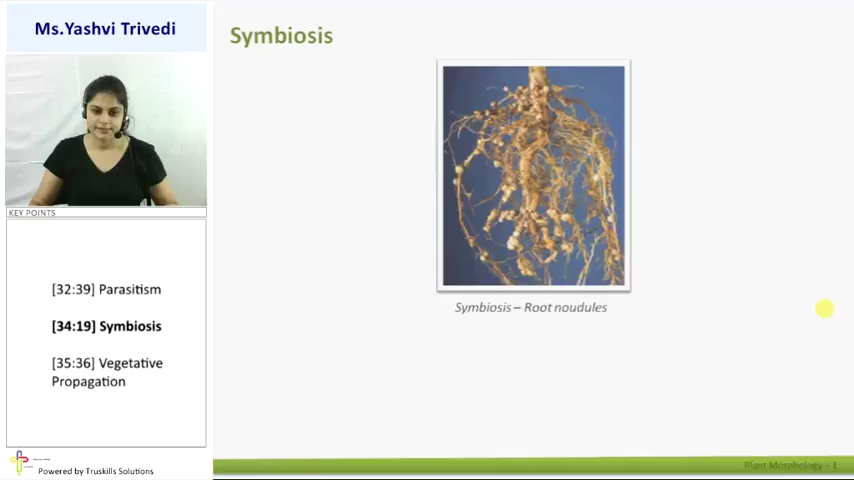 Ms.Yashvi Trivedi
Symbiosis
KEY POINTS
[32:39] Parasitism
[34:19] Symbiosis
[35:36] Vegetative
Propagation
Symbiosis – Root noudules
Powered by Truskills Solutions
Plant Morphology – 1